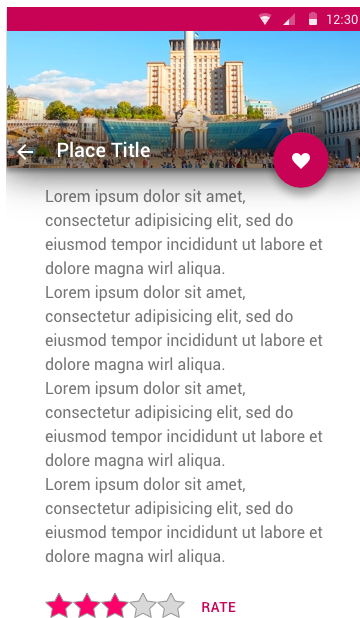 12:30
Place Title
Lorem ipsum dolor sit amet,
consectetur adipisicing elit, sed do
eiusmod tempor incididunt ut labore et
dolore magna wirl aliqua.
Lorem ipsum dolor sit amet,
consectetur adipisicing elit, sed do
eiusmod tempor incididunt ut labore et
dolore magna wirl aliqua.
Lorem ipsum dolor sit amet,
consectetur adipisicing elit, sed do
eiusmod tempor incididunt ut labore et
dolore magna wirl aliqua.
Lorem ipsum dolor sit amet,
consectetur adipisicing elit, sed do
eiusmod tempor incididunt ut labore et
dolore magna wirl aliqua.
RATE